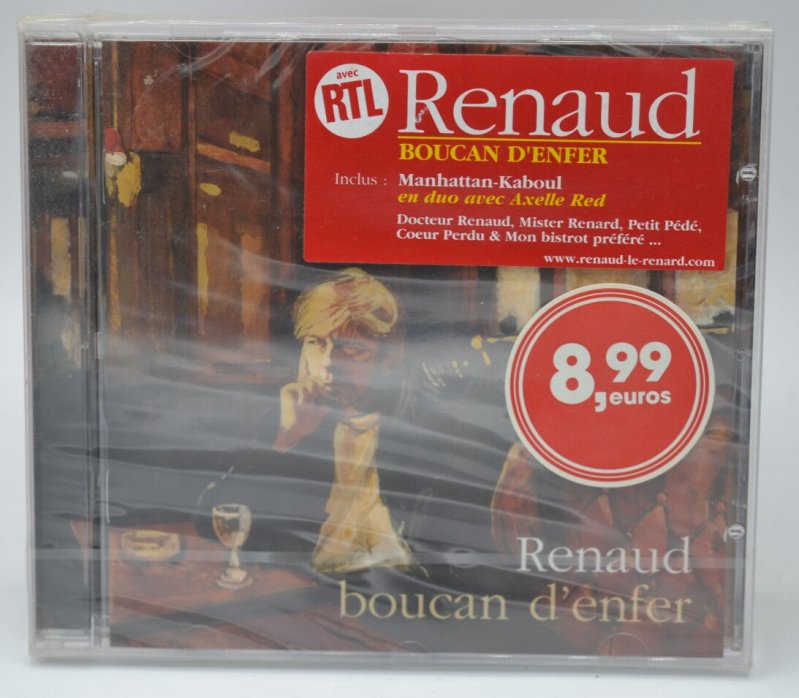 avec
RTL
Renaud
BOUCAN D'ENFER
Inclus : Manhattan-Kaboul
en duo avec Axelle Red
Docteur Renaud, Mister Renard, Petit Pédé,
Coeur Perdu & Mon bistrot préféré ...
www.renaud-le-renard.com
8,99
euros
Renaud
boucan d'enfer